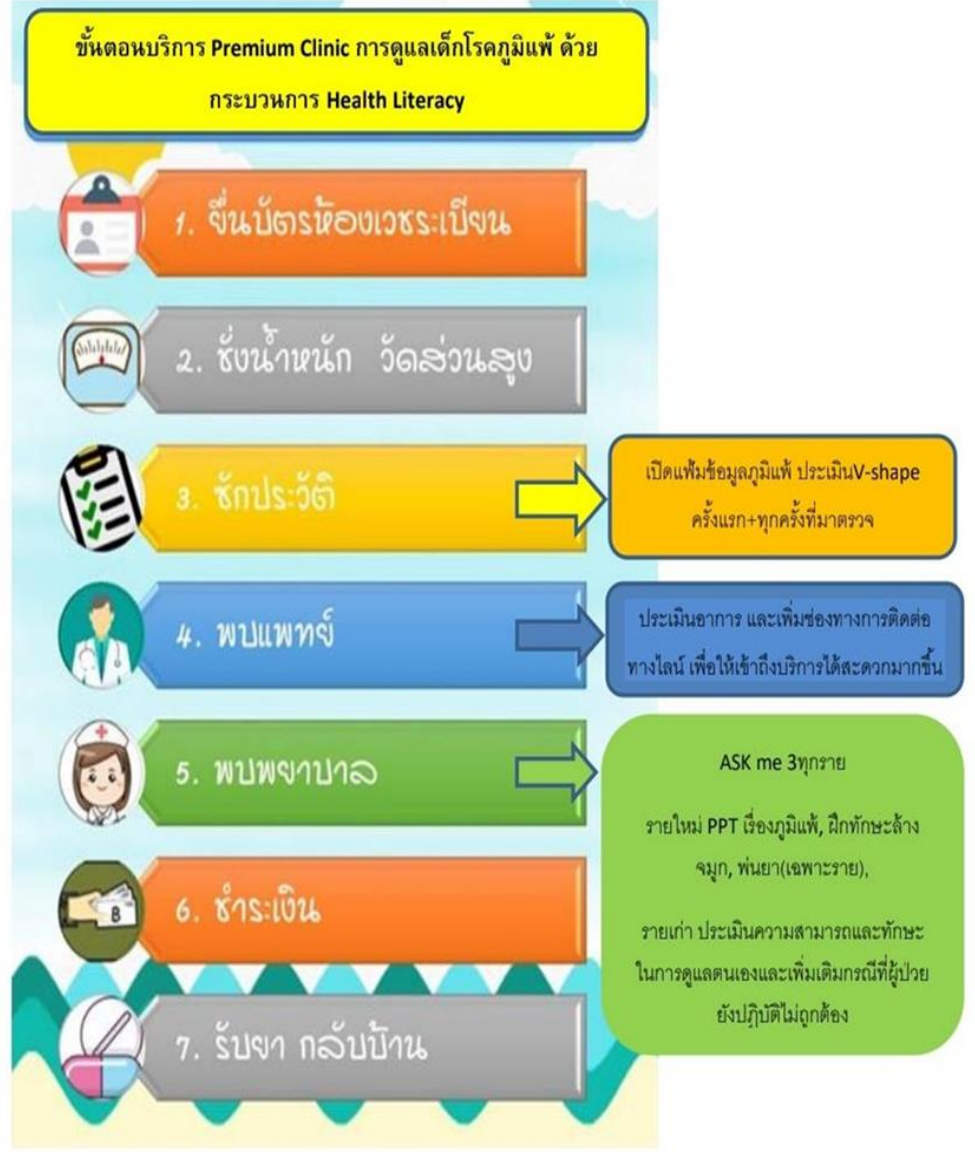 ขั้นตอนบริการ Premium Clinic การดูแลเด็กโรคภูมิแพ้ ด้วย
กระบวนการ Health Literacy
1. ยื่นบัตรห้องเวชระเบียน
2. ชั่งน้ำหนัก วัดส่วนสูง
3. ซักประวัติ
เปิดแฟ้มข้อมูลภูมิแพ้ ประเมินV-shape
ครั้งแรก+ทุกครั้งที่มาตรวจ
4. พบแพทย์
ประเมินอาการ และเพิ่มช่องทางการติดต่อ
ทางไลน์ เพื่อให้เข้าถึงบริการได้สะดวกมากขึ้น
5. พบพยาบาล
ASK me 3ทุกราย
รายใหม่ PPT เรื่องภูมิแพ้, ฝึกทักษะล้าง
จมูก, พ่นยา(เฉพาะราย),
รายเก่า ประเมินความสามารถและทักษะ
ในการดูแลตนเองและเพิ่มเติมกรณีที่ผู้ป่วย
ยังปฏิบัติไม่ถูกต้อง
6. ชำระเงิน
B
7. รับยา กลับบ้าน